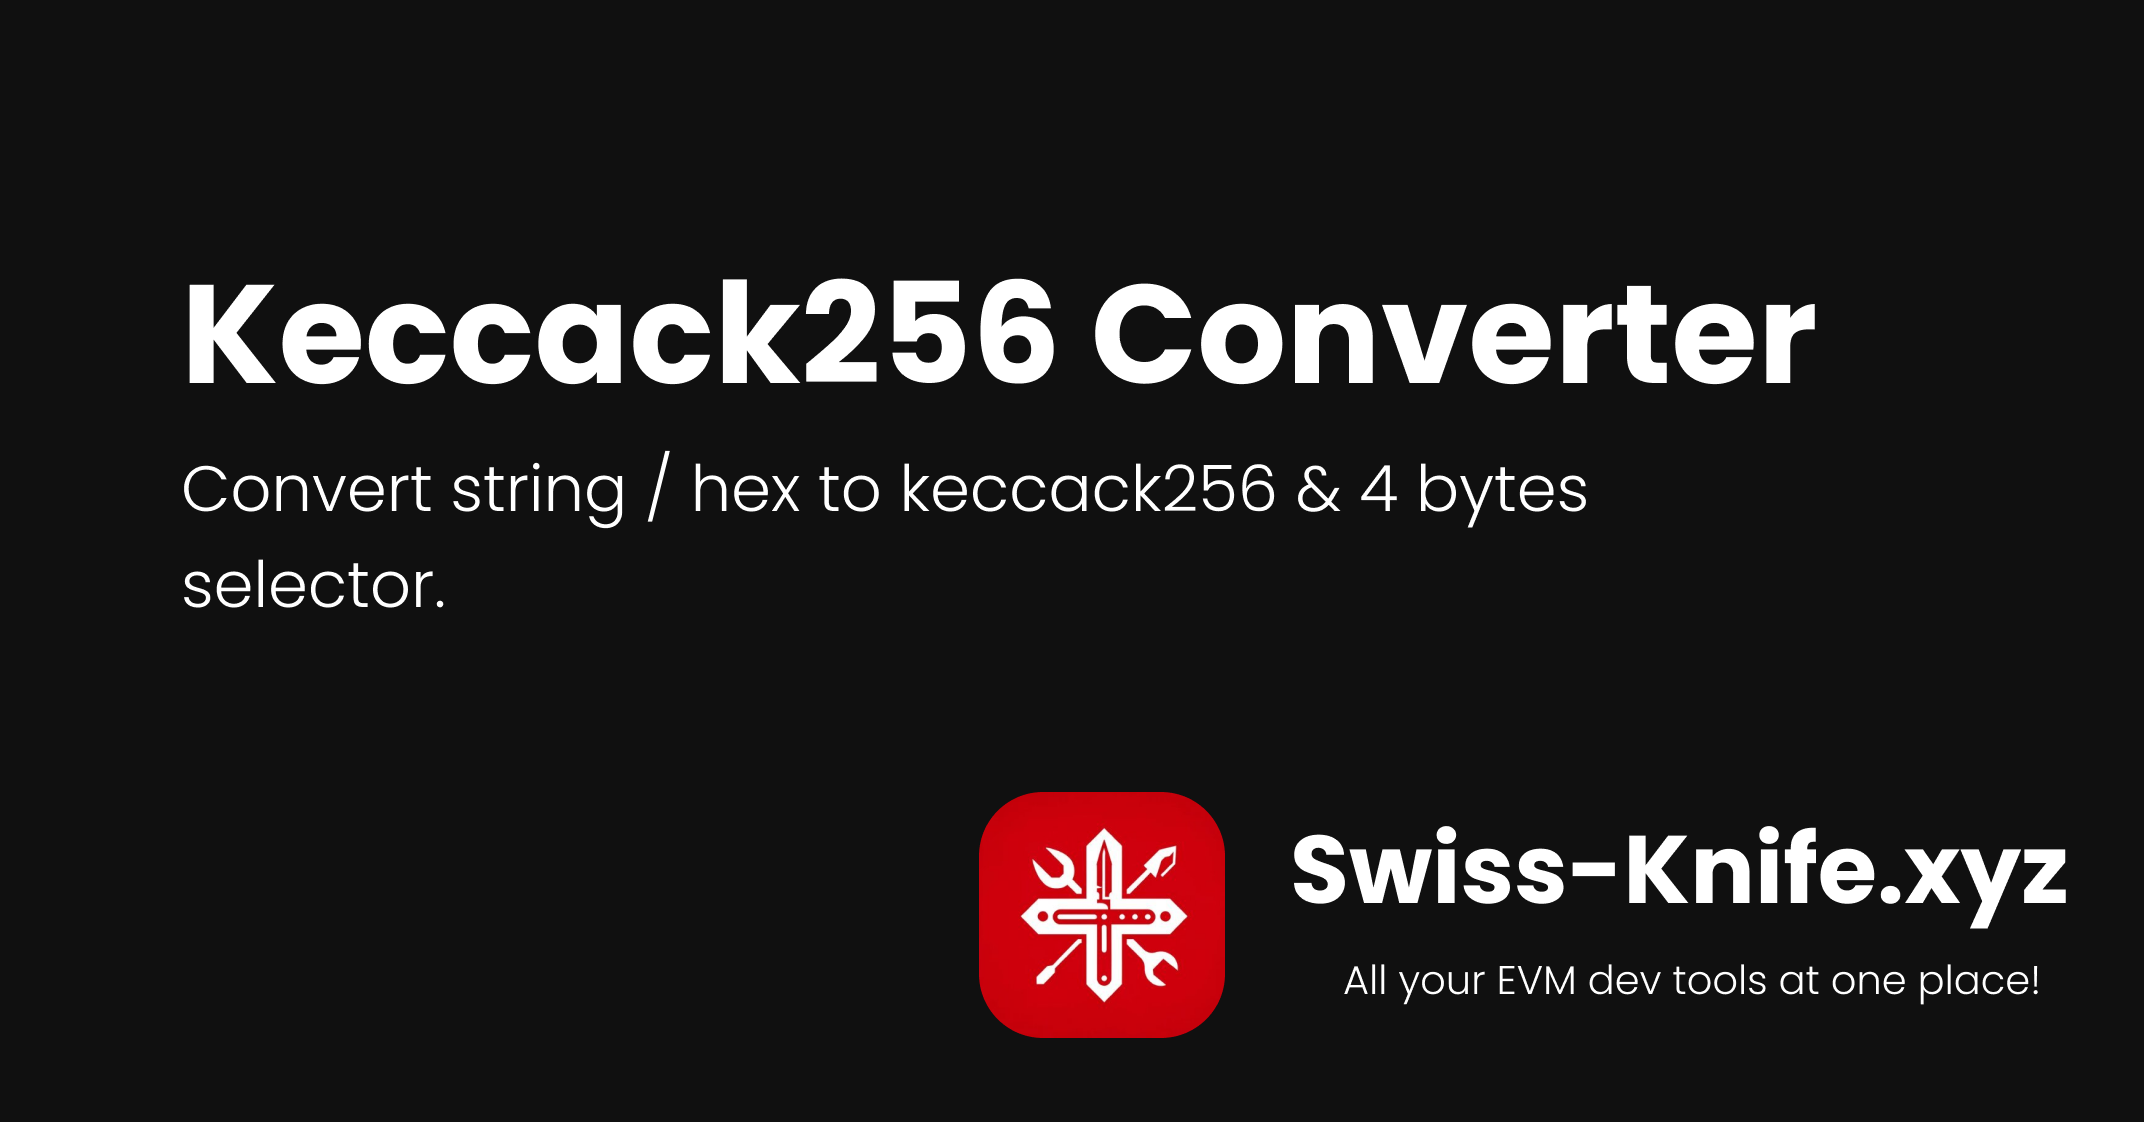 Keccack256 Converter
Convert string / hex to keccack256 & 4 bytes
selector.
Swiss-Knife.xyz
All your EVM dev tools at one place!